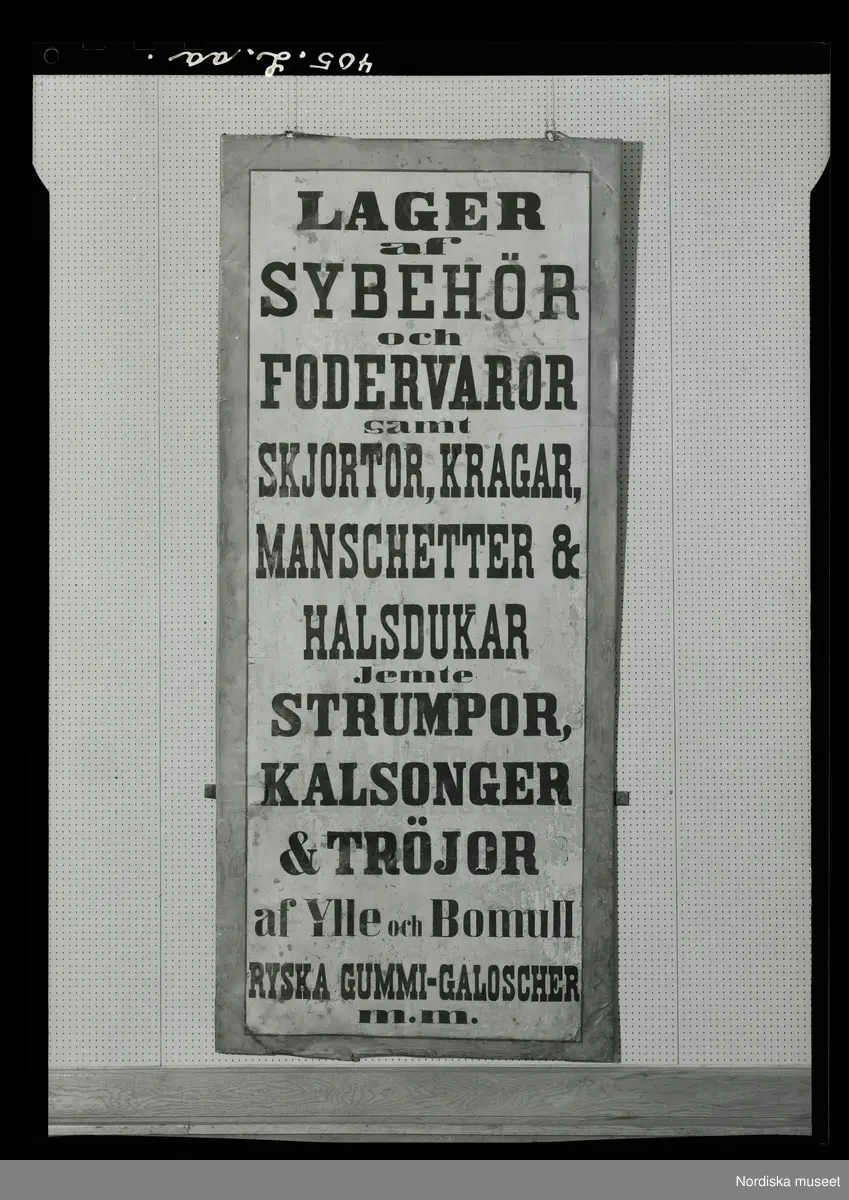 405.L.aa.
LAGER
af
SYBEHÖR
och
FODERVAROR
samt
SKJORTOR, KRAGAR,
MANSCHETTER &
HALSDUKAR
Jemte
STRUMPOR,
KALSONGER
& TRÖJOR
af Ylle och Bomull
RYSKA GUMMI-GALOSCHER
m.m.
Nordiska museet